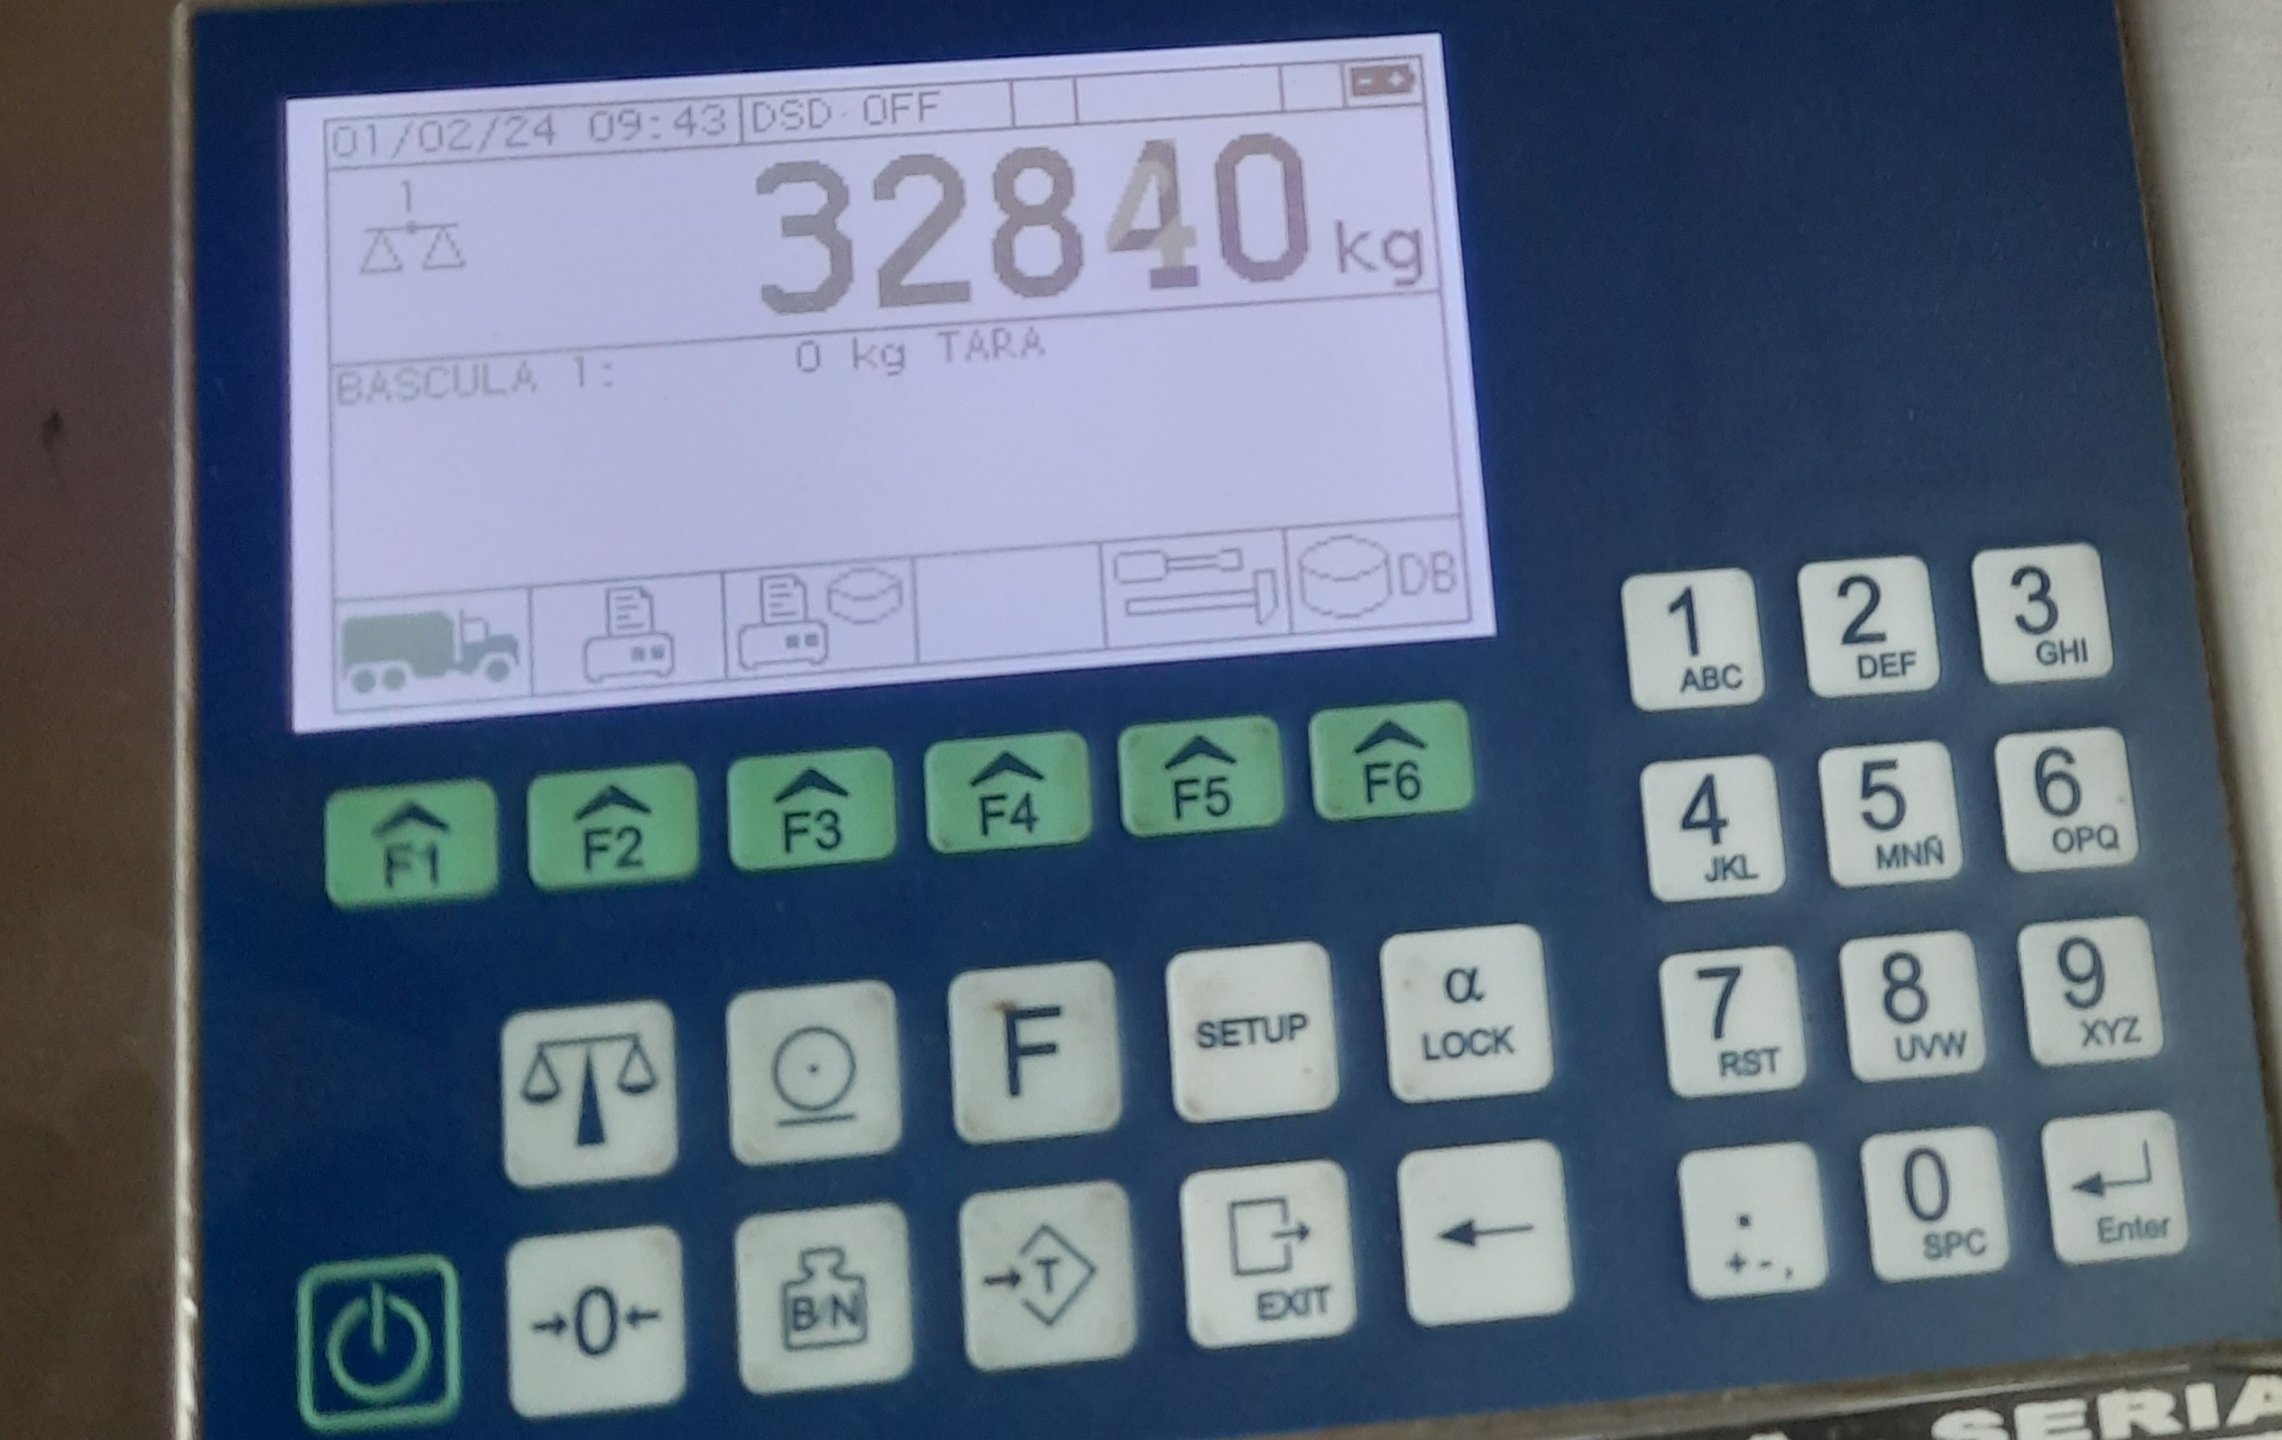 01/02/24 09:43 DSD OFF
1
32840 kg
BASCULA 1: 0 kg TARA
DB
F1 F2 F3 F4 F5 F6
1 ABC 2 DEF 3 GHI
4 JKL 5 MNÑ 6 OPQ
F SETUP α LOCK
7 RST 8 UVW 9 XYZ
→0← B/N →T EXIT ←
. +-, 0 SPC Enter
SERIA